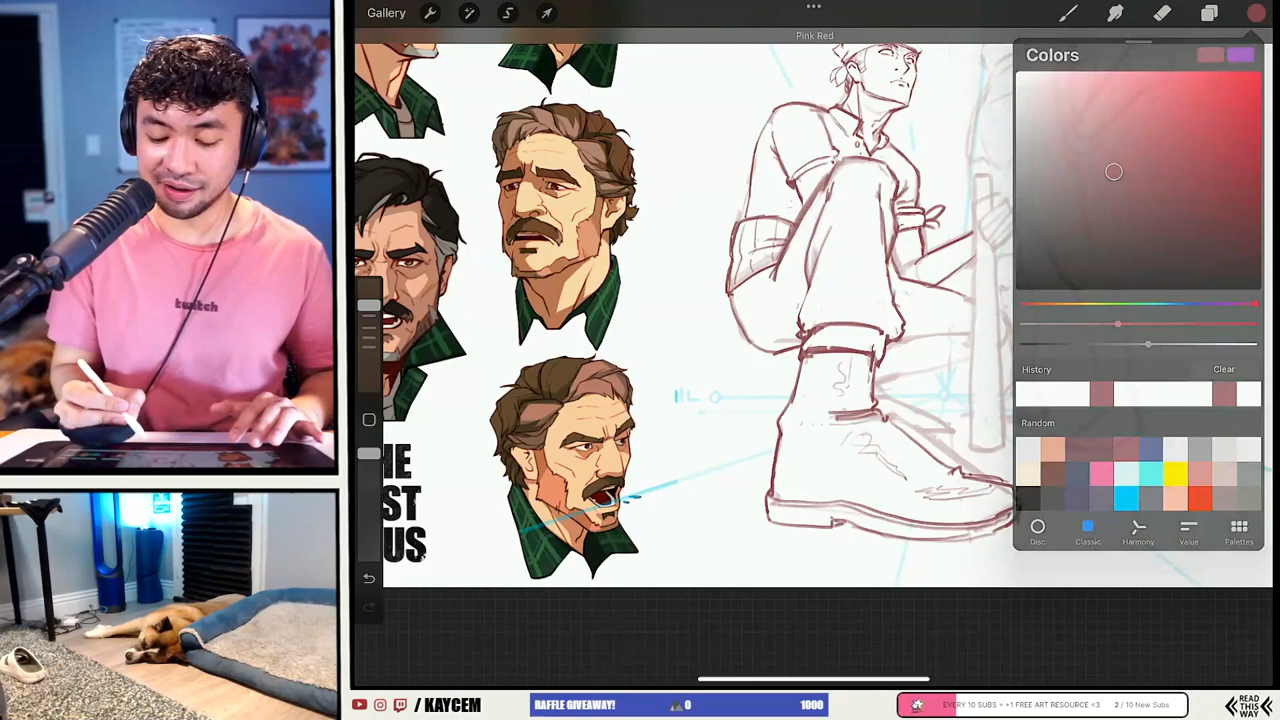 Gallery
Pink Red
Colors
twitch
History
Clear
Random
HE
ST
US
Disc
Classic
Harmony
Value
Palettes
/ KAYCEM
RAFFLE GIVEAWAY!
0
1000
EVERY 10 SUBS = +1 FREE ART RESOURCE <3
2 / 10 New Subs
READ
THIS
WAY